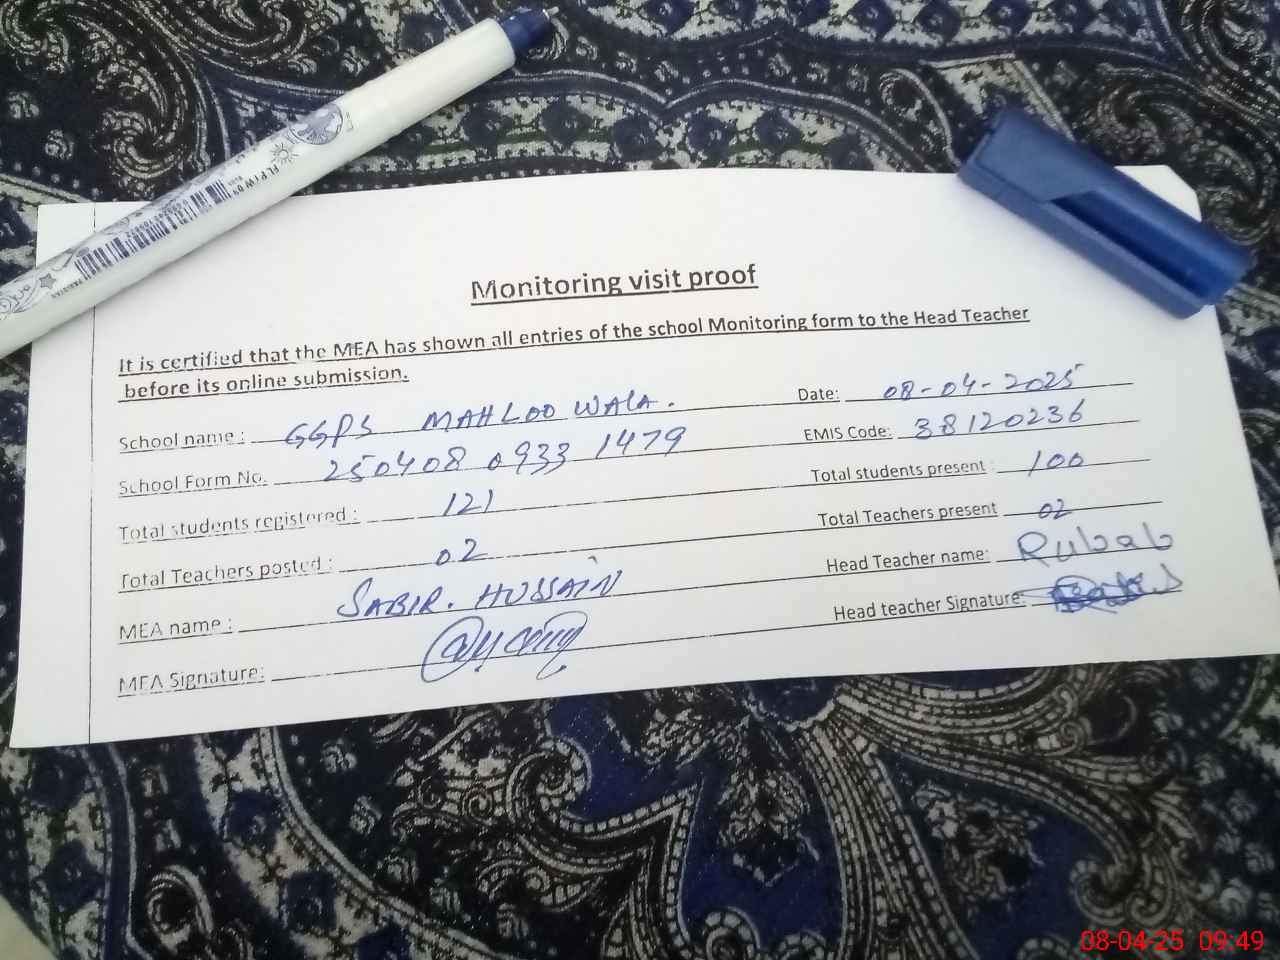 Monitoring visit proof
It is certified that the MEA has shown all entries of the school Monitoring form to the Head Teacher
before its online submission.
School name : GGPS MAHLOO WALA. Date: 08-04-2025
School Form No. 250408 0933 1479 EMIS Code: 38120236
Total students registered : 121 Total students present : 100
Total Teachers posted : 02 Total Teachers present 02
MEA name : SABIR. HUSSAIN Head Teacher name: Rubab
MEA Signature: Head teacher Signature:
08-04-25 09:49